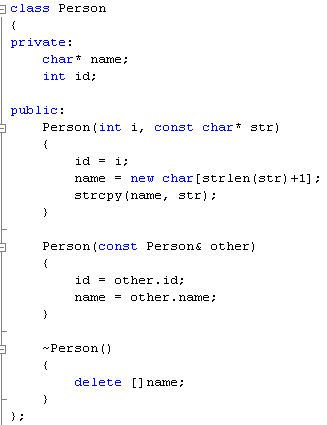 class Person
{
private:
    char* name;
    int id;

public:
    Person(int i, const char* str)
    {
        id = i;
        name = new char[strlen(str)+1];
        strcpy(name, str);
    }

    Person(const Person& other)
    {
        id = other.id;
        name = other.name;
    }

    ~Person()
    {
        delete []name;
    }
};